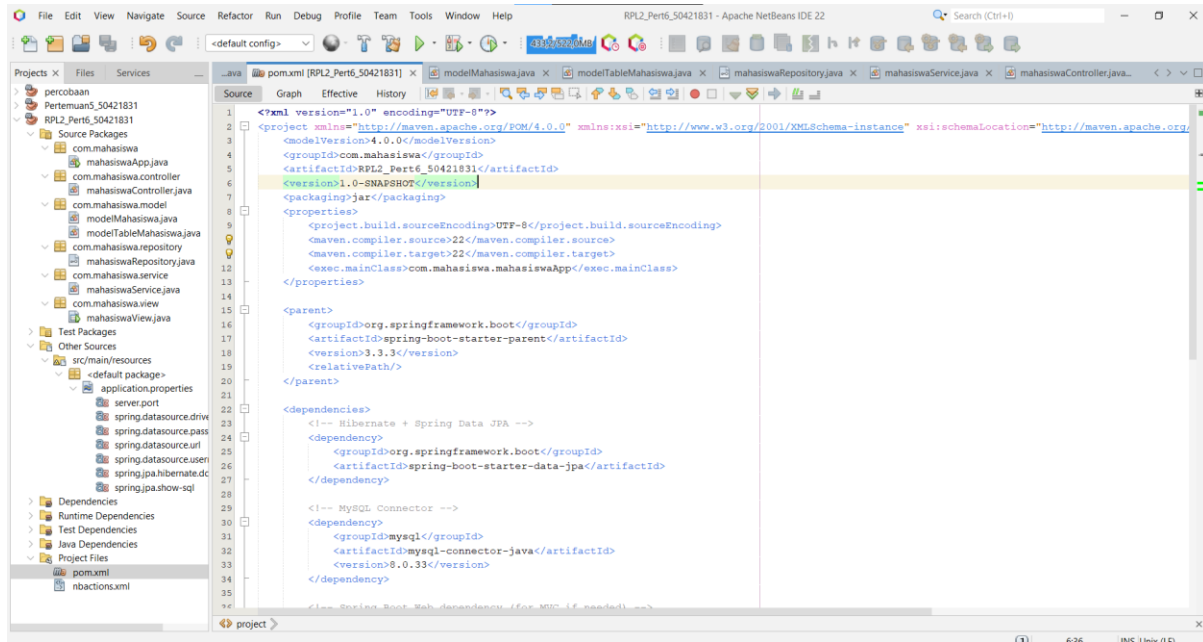 File Edit View Navigate Source Refactor Run Debug Profile Team Tools Window Help
RPL2_Pert6_50421831 - Apache NetBeans IDE 22
Search (Ctrl+I)
<default config>
Projects Files Services
...ava pom.xml [RPL2_Pert6_50421831] modelMahasiswa.java modelTableMahasiswa.java mahasiswaRepository.java mahasiswaService.java mahasiswaController.java...
Source Graph Effective History
percobaan
Pertemuan5_50421831
RPL2_Pert6_50421831
Source Packages
com.mahasiswa
mahasiswaApp.java
com.mahasiswa.controller
mahasiswaController.java
com.mahasiswa.model
modelMahasiswa.java
modelTableMahasiswa.java
com.mahasiswa.repository
mahasiswaRepository.java
com.mahasiswa.service
mahasiswaService.java
com.mahasiswa.view
mahasiswaView.java
Test Packages
Other Sources
src/main/resources
<default package>
application.properties
server.port
spring.datasource.drive
spring.datasource.pass
spring.datasource.url
spring.datasource.user
spring.jpa.hibernate.dc
spring.jpa.show-sql
Dependencies
Runtime Dependencies
Test Dependencies
Java Dependencies
Project Files
pom.xml
nbactions.xml
1 <?xml version="1.0" encoding="UTF-8"?>
2 <project xmlns="http://maven.apache.org/POM/4.0.0" xmlns:xsi="http://www.w3.org/2001/XMLSchema-instance" xsi:schemaLocation="http://maven.apache.org/
3 <modelVersion>4.0.0</modelVersion>
4 <groupId>com.mahasiswa</groupId>
5 <artifactId>RPL2_Pert6_50421831</artifactId>
6 <version>1.0-SNAPSHOT</version>
7 <packaging>jar</packaging>
8 <properties>
9 <project.build.sourceEncoding>UTF-8</project.build.sourceEncoding>
<maven.compiler.source>22</maven.compiler.source>
<maven.compiler.target>22</maven.compiler.target>
12 <exec.mainClass>com.mahasiswa.mahasiswaApp</exec.mainClass>
13 </properties>
14
15 <parent>
16 <groupId>org.springframework.boot</groupId>
17 <artifactId>spring-boot-starter-parent</artifactId>
18 <version>3.3.3</version>
19 <relativePath/>
20 </parent>
21
22 <dependencies>
23 <!-- Hibernate + Spring Data JPA -->
24 <dependency>
25 <groupId>org.springframework.boot</groupId>
26 <artifactId>spring-boot-starter-data-jpa</artifactId>
27 </dependency>
28
29 <!-- MySQL Connector -->
30 <dependency>
31 <groupId>mysql</groupId>
32 <artifactId>mysql-connector-java</artifactId>
33 <version>8.0.33</version>
34 </dependency>
35
36 <!-- Spring Boot Web dependency (for MVC if needed) -->
project
6:36 INS Unix (LF)